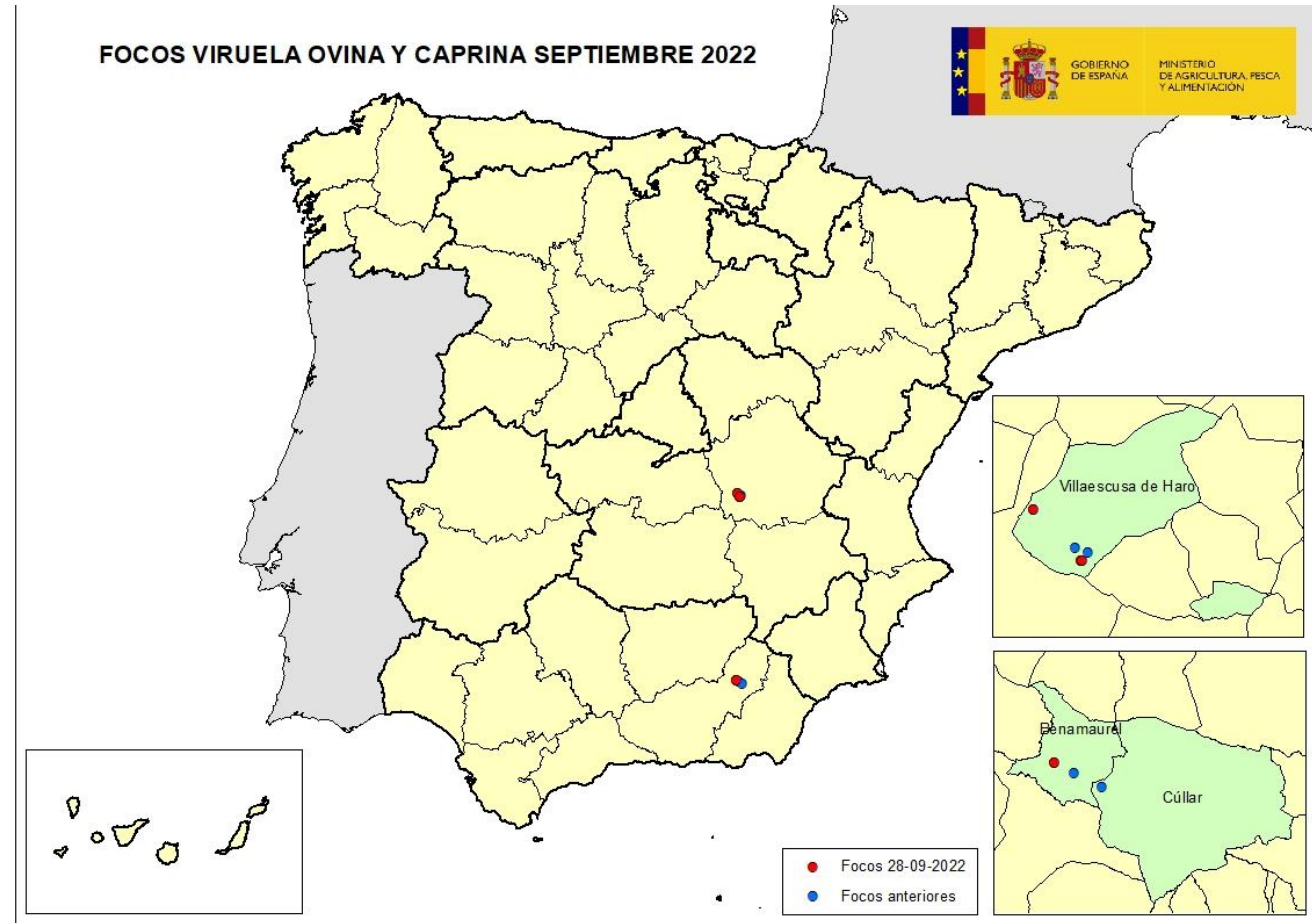 FOCOS VIRUELA OVINA Y CAPRINA SEPTIEMBRE 2022
GOBIERNO
DE ESPAÑA
MINISTERIO
DE AGRICULTURA, PESCA
Y ALIMENTACIÓN
Villaescusa de Haro
Benamaurel
Cúllar
Focos 28-09-2022
Focos anteriores